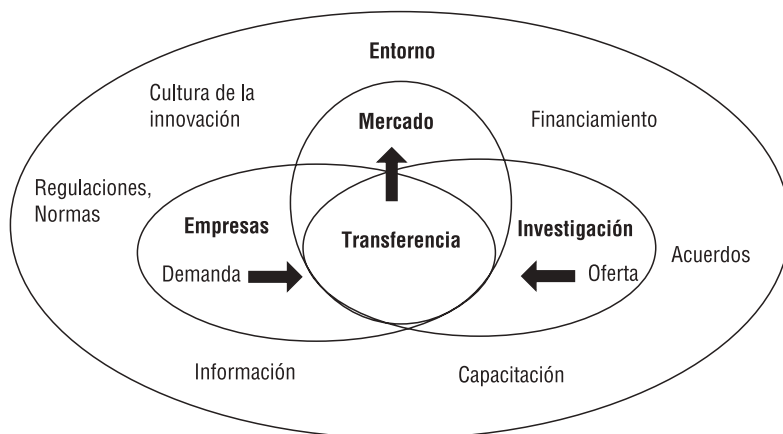 Entorno
Cultura de la
innovación
Mercado
Financiamiento
Regulaciones,
Normas
Empresas
Transferencia
Investigación
Acuerdos
Demanda
Oferta
Información
Capacitación